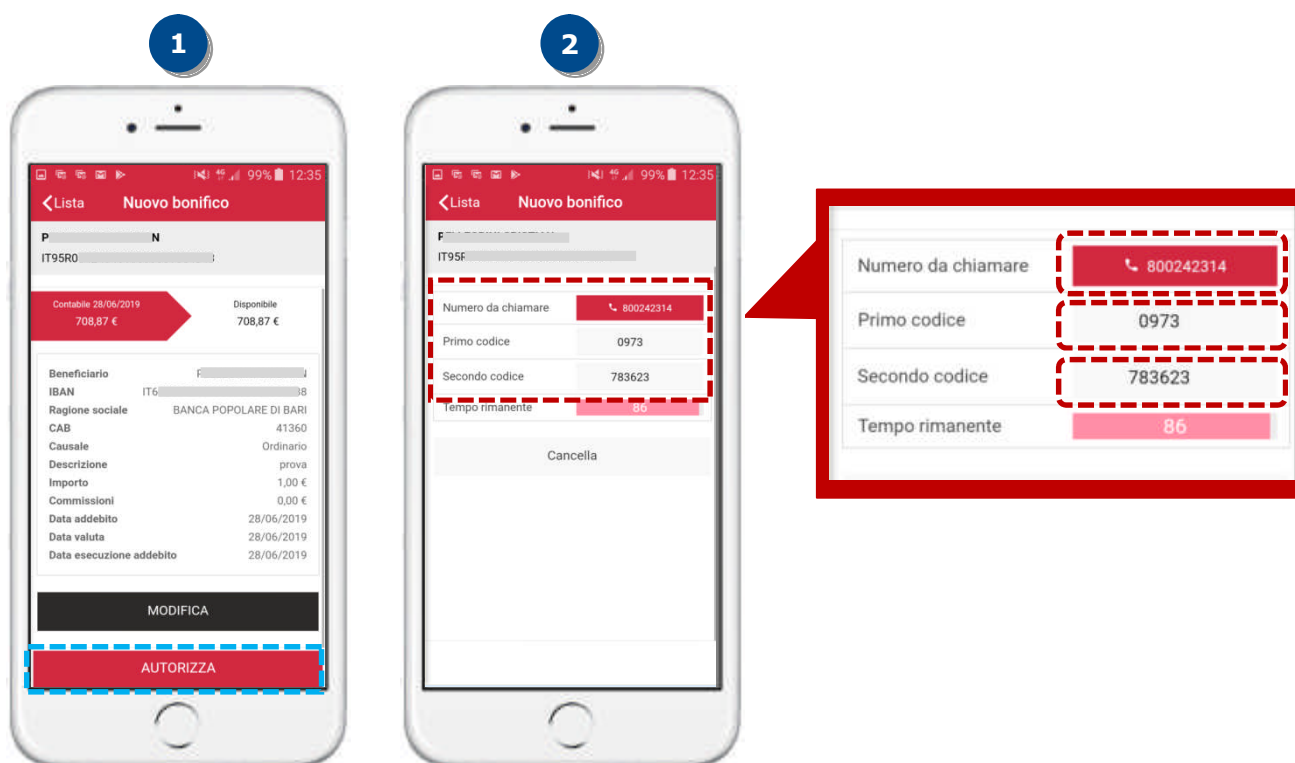 1
99% 12:35
Lista Nuovo bonifico
P N
IT95R0
Contabile 28/06/2019
708,87 €
Disponibile
708,87 €
Beneficiario
IBAN IT6 38
Ragione sociale BANCA POPOLARE DI BARI
CAB 41360
Causale Ordinario
Descrizione prova
Importo 1,00 €
Commissioni 0,00 €
Data addebito 28/06/2019
Data valuta 28/06/2019
Data esecuzione addebito 28/06/2019
MODIFICA
AUTORIZZA
2
99% 12:35
Lista Nuovo bonifico
IT95R
Numero da chiamare 800242314
Primo codice 0973
Secondo codice 783623
Tempo rimanente 86
Cancella
Numero da chiamare 800242314
Primo codice 0973
Secondo codice 783623
Tempo rimanente 86